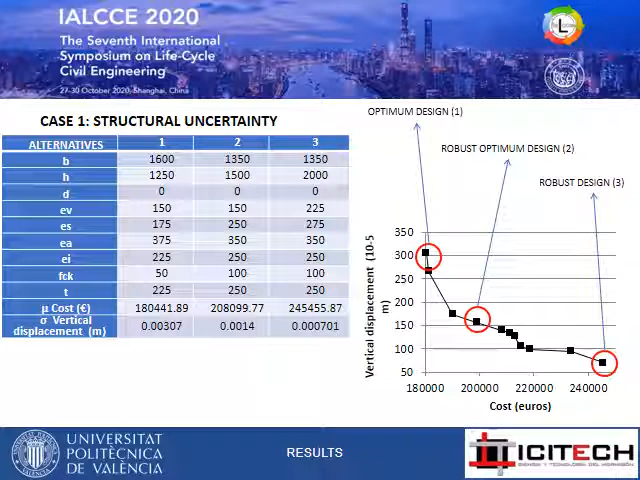 IALCCE 2020
The Seventh International
Symposium on Life-Cycle
Civil Engineering
27-30 October 2020, Shanghai, China
CASE 1: STRUCTURAL UNCERTAINTY
ALTERNATIVES 1 2 3
b 1600 1350 1350
h 1250 1500 2000
d 0 0 0
ev 150 150 225
es 175 250 275
ea 375 350 350
ei 225 250 250
fck 50 100 100
t 225 250 250
μ Cost (€) 180441.89 208099.77 245455.87
σ Vertical displacement (m) 0.00307 0.0014 0.000701
OPTIMUM DESIGN (1)
ROBUST OPTIMUM DESIGN (2)
ROBUST DESIGN (3)
Vertical displacement (10-5 m)
350
300
250
200
150
100
50
180000 200000 220000 240000
Cost (euros)
UNIVERSITAT
POLITÈCNICA
DE VALÈNCIA
RESULTS
ICITECH